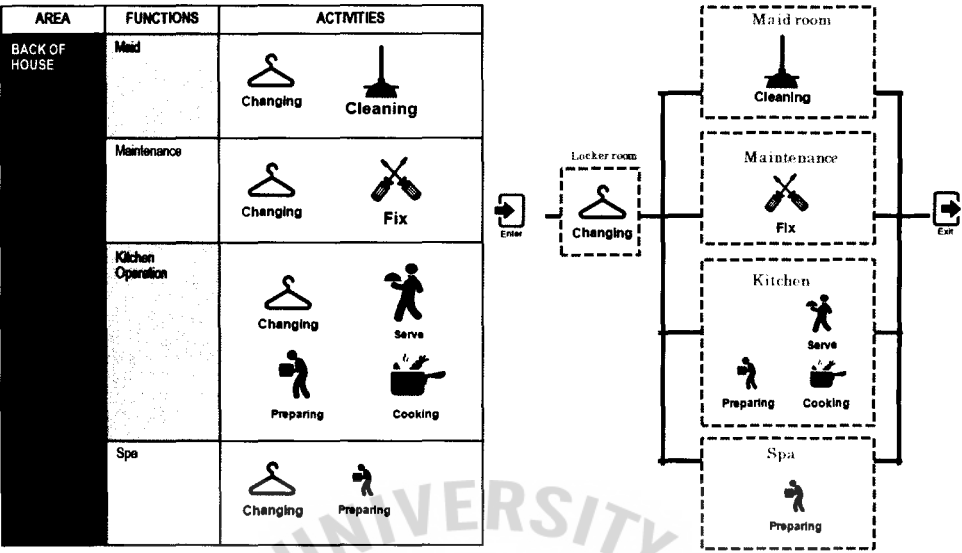 AREA FUNCTIONS ACTIVITIES
BACK OF
HOUSE
Maid
Changing Cleaning
Maintenance
Changing Fix
Kitchen
Operation
Changing Serve
Preparing Cooking
Spa
Changing Preparing
Enter
Locker room
Changing
Maid room
Cleaning
Maintenance
Fix
Kitchen
Serve
Preparing Cooking
Spa
Preparing
Exit
UNIVERSITY